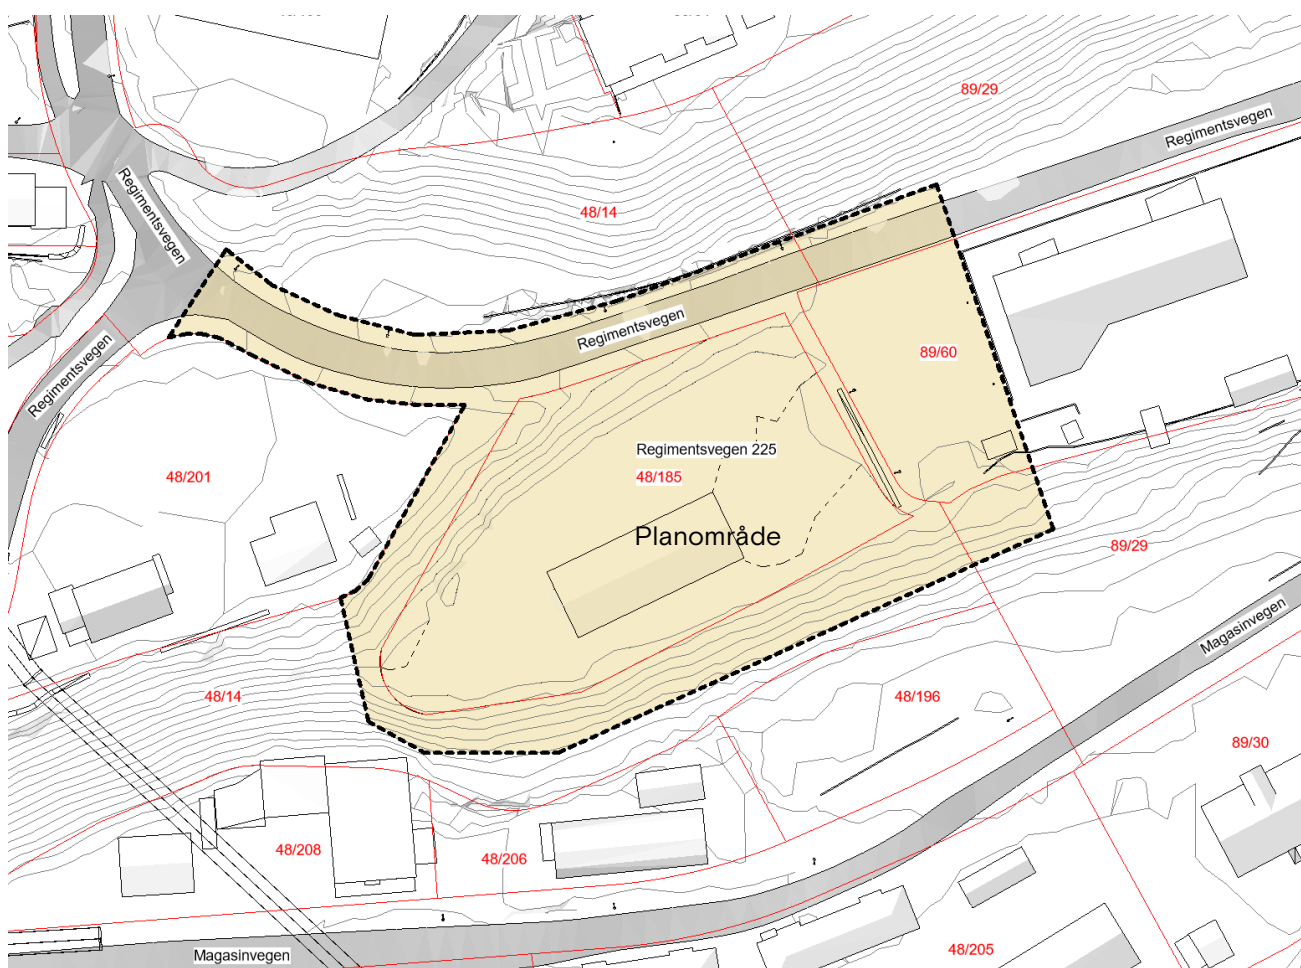 89/29
Regimentsvegen
Regimentsvegen
48/14
Regimentsvegen
Regimentsvegen
89/60
Regimentsvegen 225
48/201
48/185
Planområde
89/29
Magasinvegen
48/14
48/196
89/30
48/208
48/206
48/205
Magasinvegen